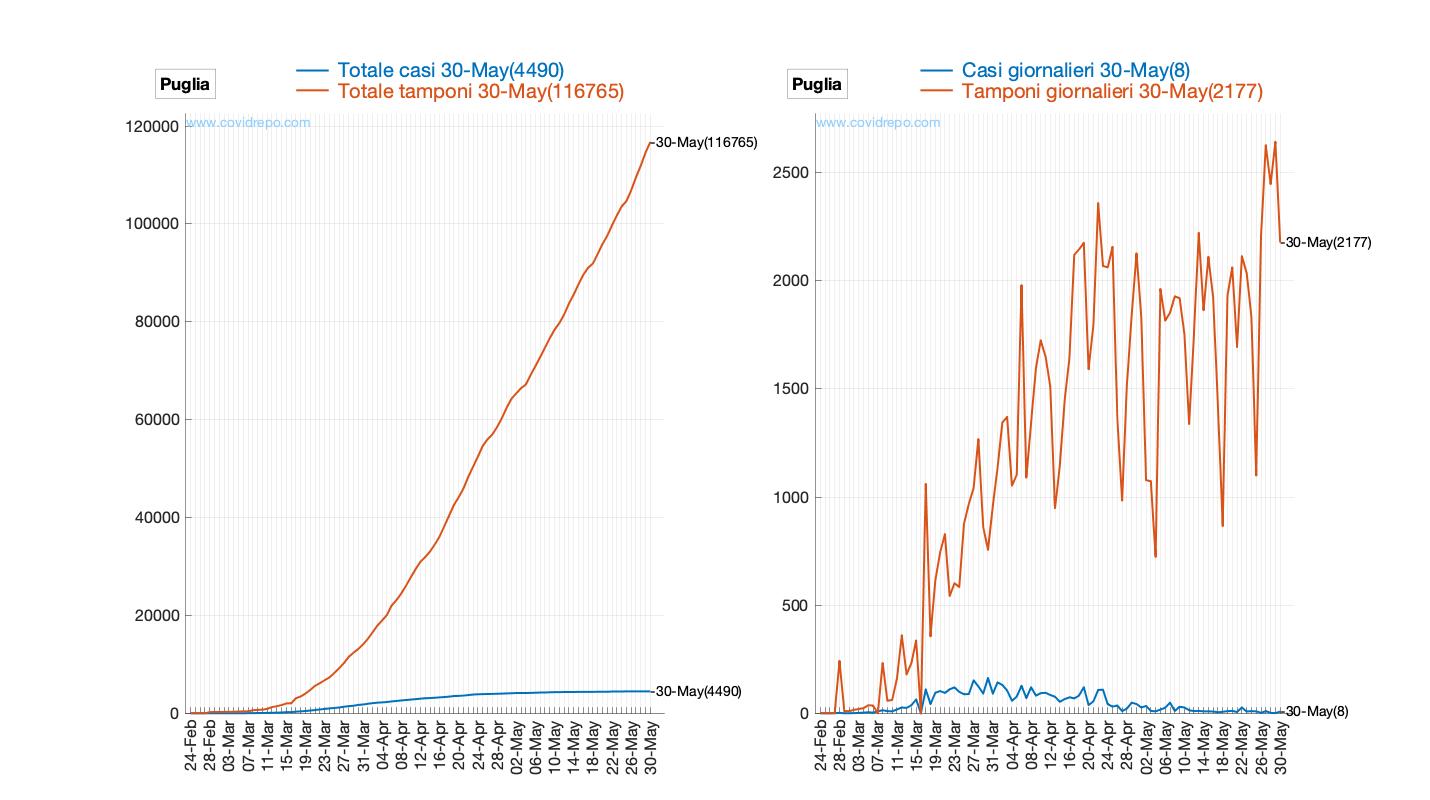 Puglia
Totale casi 30-May(4490)
Totale tamponi 30-May(116765)
www.covidrepo.com
120000
100000
80000
60000
40000
20000
0
30-May(116765)
30-May(4490)
24-Feb
28-Feb
03-Mar
07-Mar
11-Mar
15-Mar
19-Mar
23-Mar
27-Mar
31-Mar
04-Apr
08-Apr
12-Apr
16-Apr
20-Apr
24-Apr
28-Apr
02-May
06-May
10-May
14-May
18-May
22-May
26-May
30-May
Puglia
Casi giornalieri 30-May(8)
Tamponi giornalieri 30-May(2177)
www.covidrepo.com
2500
2000
1500
1000
500
0
30-May(2177)
30-May(8)
24-Feb
28-Feb
03-Mar
07-Mar
11-Mar
15-Mar
19-Mar
23-Mar
27-Mar
31-Mar
04-Apr
08-Apr
12-Apr
16-Apr
20-Apr
24-Apr
28-Apr
02-May
06-May
10-May
14-May
18-May
22-May
26-May
30-May